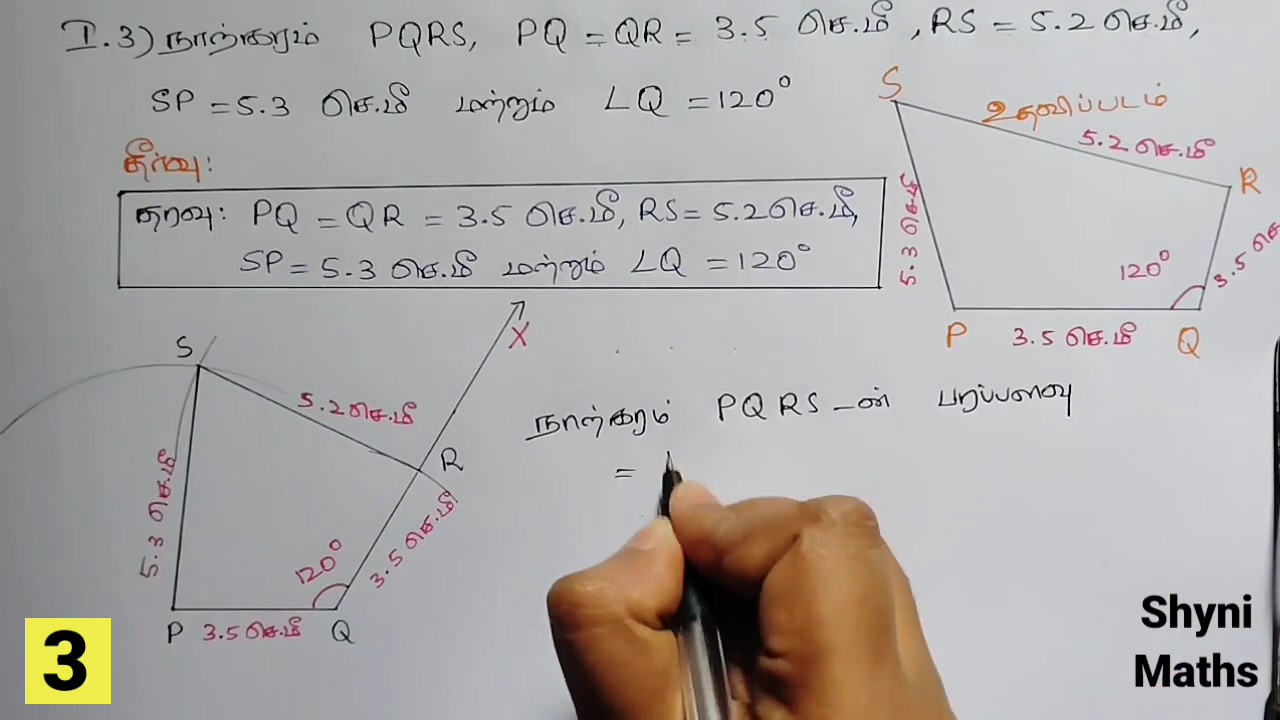 I.3) நாற்கரம் PQRS, PQ = QR = 3.5 செ.மீ, RS = 5.2 செ.மீ,
SP = 5.3 செ.மீ மற்றும் ∠Q = 120°
தீர்வு:
தரவு: PQ = QR = 3.5 செ.மீ, RS = 5.2 செ.மீ,
SP = 5.3 செ.மீ மற்றும் ∠Q = 120°
உதவிப்படம்
S
5.2 செ.மீ
R
5.3 செ.மீ
120°
3.5 செ
P 3.5 செ.மீ Q
X
S
5.2 செ.மீ
R
5.3 செ.மீ
120°
3.5 செ.மீ
P 3.5 செ.மீ Q
நாற்கரம் PQRS-ன் பரப்பளவு
=
3
Shyni
Maths